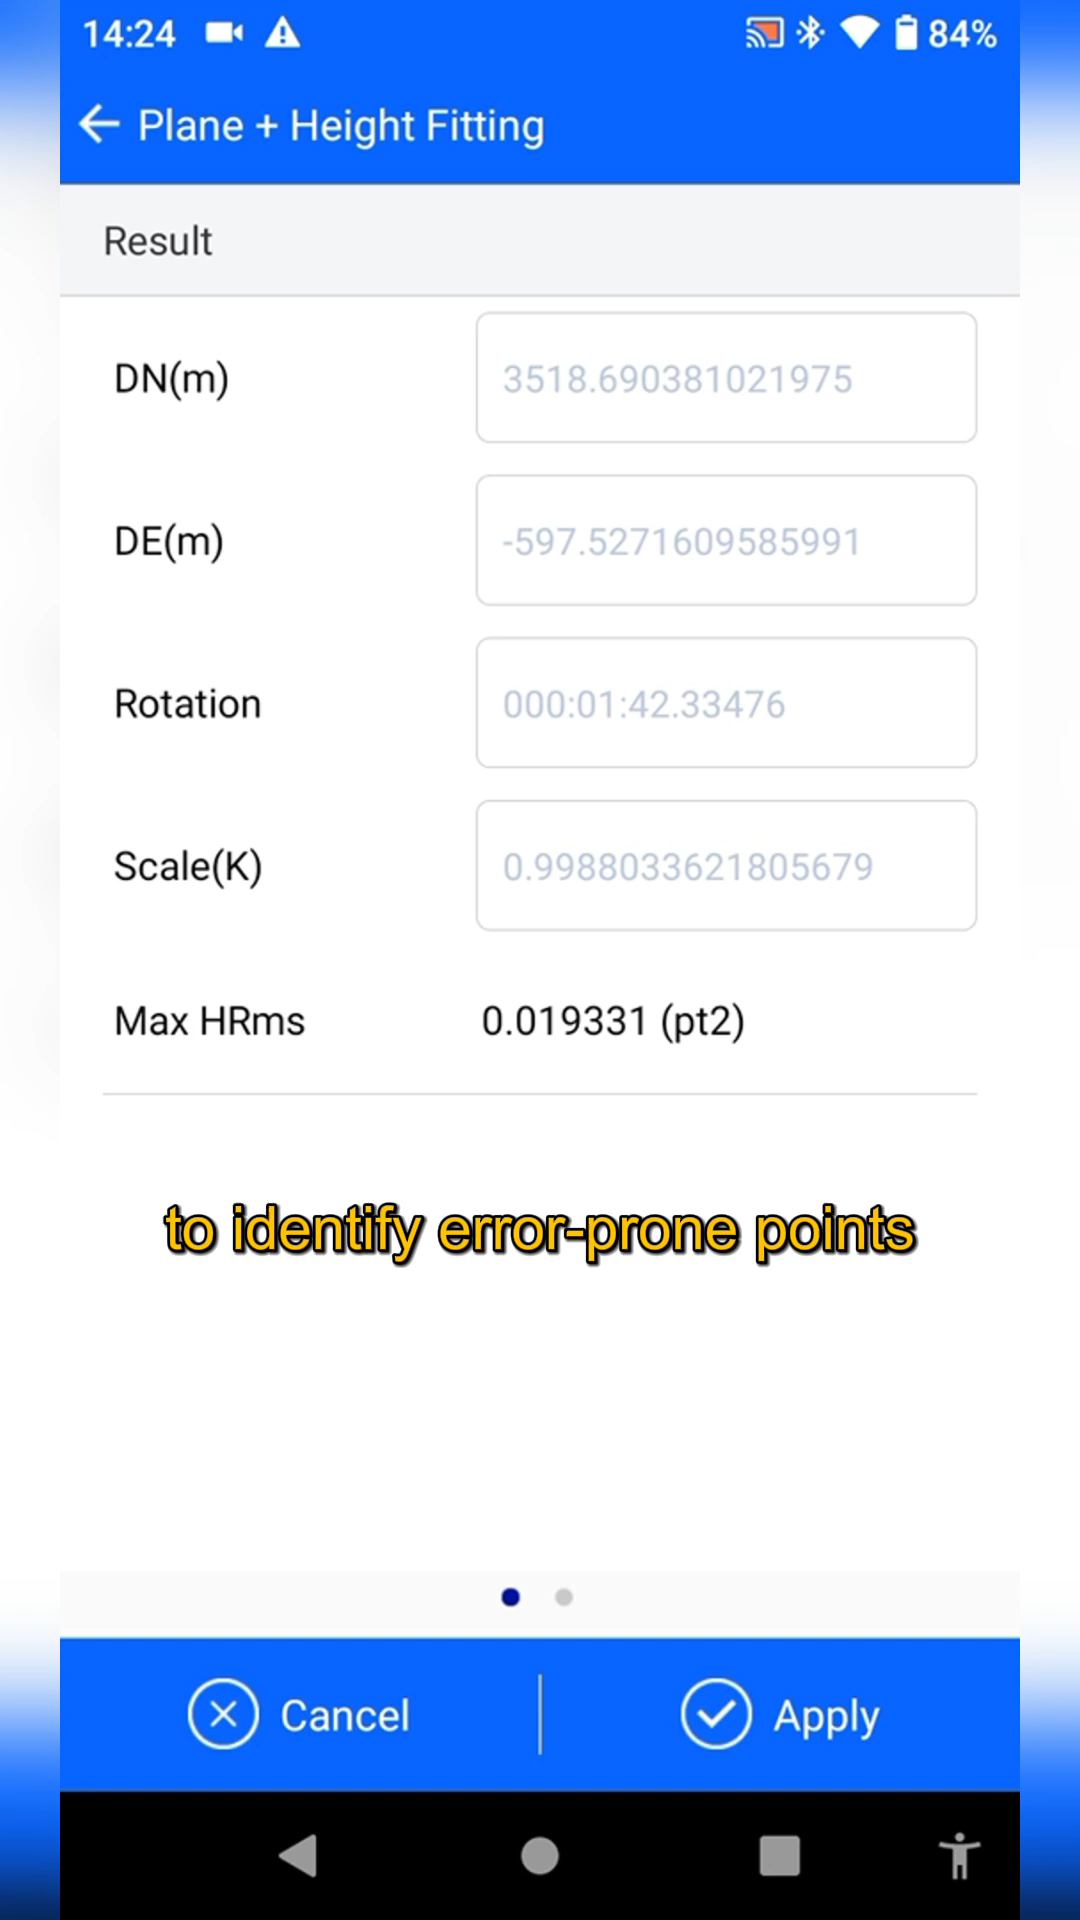 14:24
84%
Plane + Height Fitting
Result
DN(m)
3518.690381021975
DE(m)
-597.5271609585991
Rotation
000:01:42.33476
Scale(K)
0.9988033621805679
Max HRms
0.019331 (pt2)
to identify error-prone points
Cancel
Apply